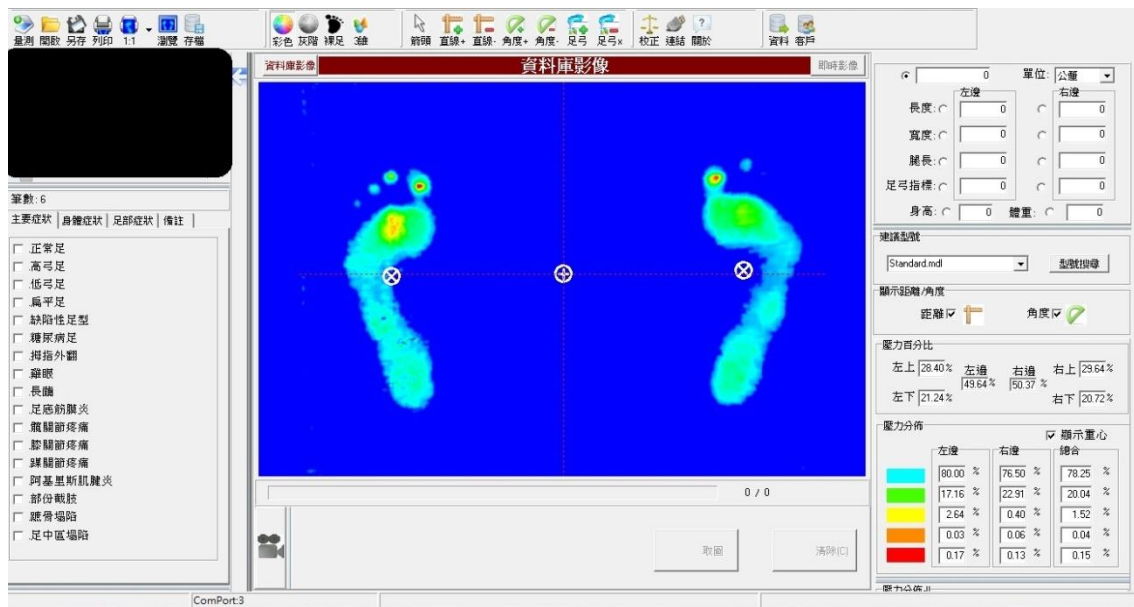 量測 開啟 另存 列印 1:1 瀏覽 存檔 彩色 灰階 裸足 3維 箭頭 直線+ 直線- 角度+ 角度- 足弓 足弓x 校正 連結 關於 資料 客戶
資料庫影像 資料庫影像 即時影像
筆數: 6
主要症狀 身體症狀 足部症狀 備註
正常足
高弓足
低弓足
扁平足
缺陷性足型
糖尿病足
拇指外翻
雞眼
長繭
足底筋膜炎
髖關節疼痛
膝關節疼痛
踝關節疼痛
阿基里斯肌腱炎
部份截肢
蹠骨塌陷
足中區塌陷
0 / 0
取圖 清除(C)
0 單位: 公釐
左邊 右邊
長度: 0 0
寬度: 0 0
腿長: 0 0
足弓指標: 0 0
身高: 0 體重: 0
建議型號
Standard.mdl 型號搜尋
顯示距離/角度
距離 角度
壓力百分比
左上 28.40% 左邊 49.64% 右邊 50.37 % 右上 29.64%
左下 21.24% 右下 20.72%
壓力分佈
顯示重心
左邊 右邊 總合
80.00 % 76.50 % 78.25 %
17.16 % 22.91 % 20.04 %
2.64 % 0.40 % 1.52 %
0.03 % 0.06 % 0.04 %
0.17 % 0.13 % 0.15 %
ComPort:3